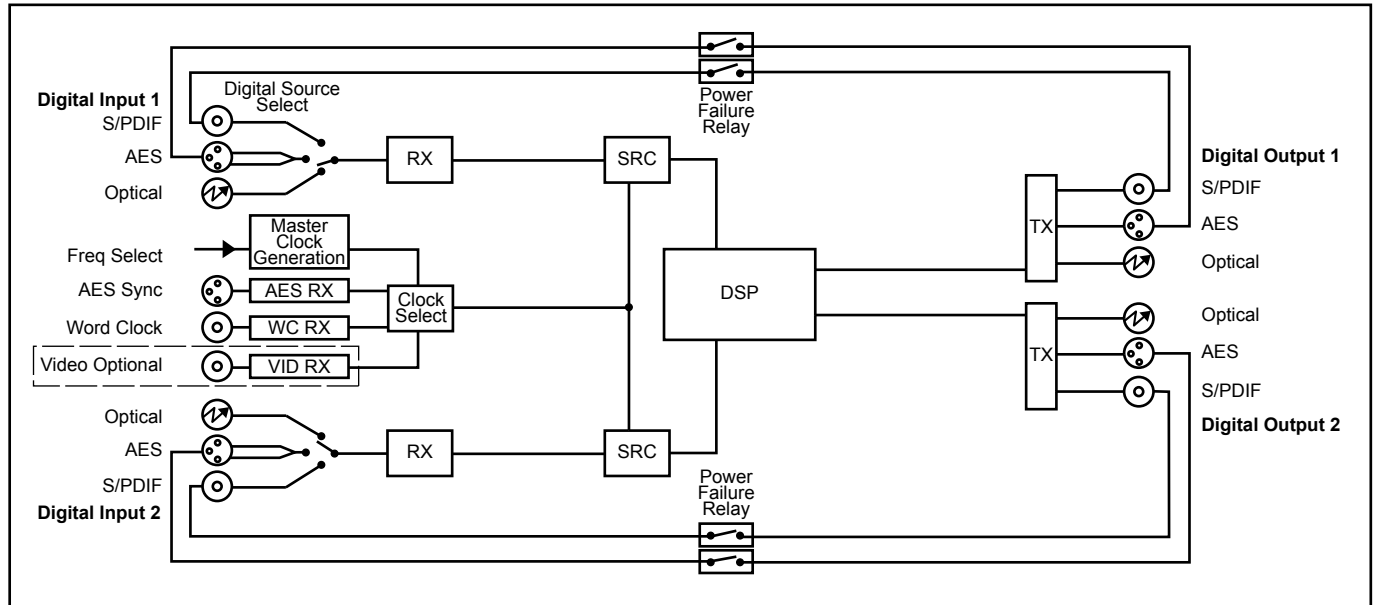 Digital Input 1
S/PDIF
AES
Optical
Digital Source
Select
RX
SRC
Power
Failure
Relay
Freq Select
Master
Clock
Generation
AES Sync
AES RX
Word Clock
WC RX
Video Optional
VID RX
Clock
Select
DSP
TX
Digital Output 1
S/PDIF
AES
Optical
TX
Optical
AES
S/PDIF
Digital Output 2
Optical
AES
S/PDIF
Digital Input 2
RX
SRC
Power
Failure
Relay